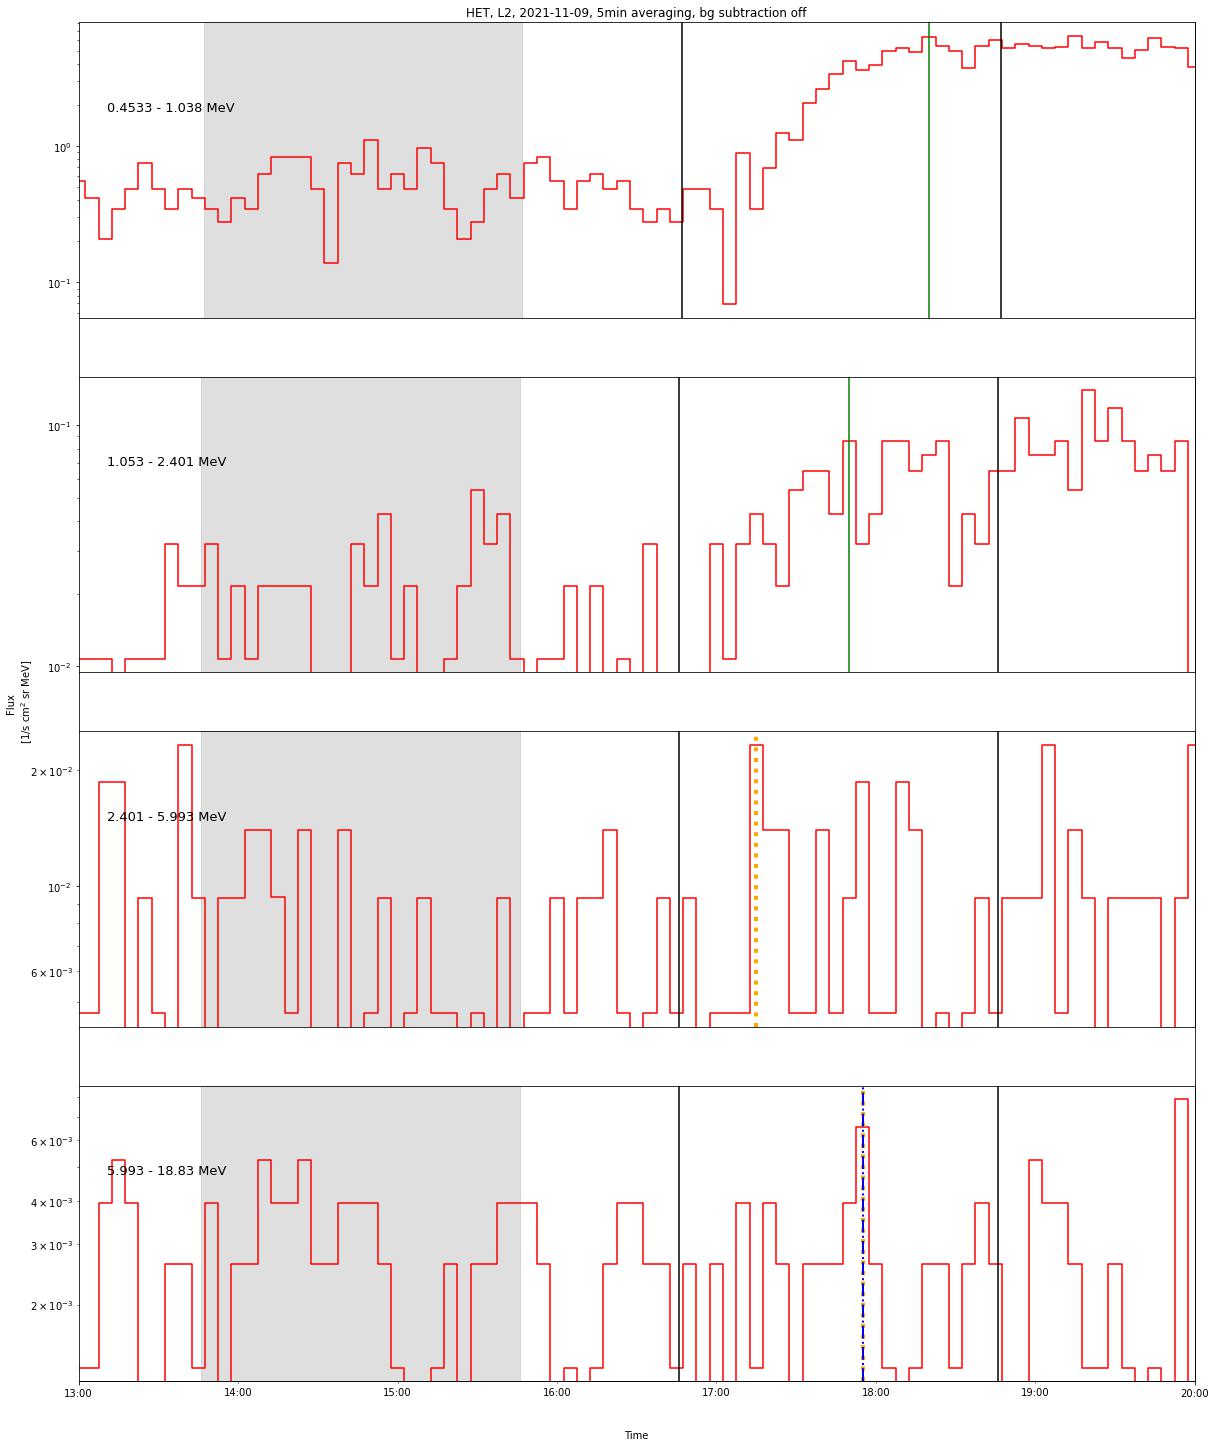 HET, L2, 2021-11-09, 5min averaging, bg subtraction off
0.4533 - 1.038 MeV
10⁰
10⁻¹
1.053 - 2.401 MeV
10⁻¹
10⁻²
Flux
[1/s cm² sr MeV]
2.401 - 5.993 MeV
2 × 10⁻²
10⁻²
6 × 10⁻³
5.993 - 18.83 MeV
6 × 10⁻³
4 × 10⁻³
3 × 10⁻³
2 × 10⁻³
13:00 14:00 15:00 16:00 17:00 18:00 19:00 20:00
Time